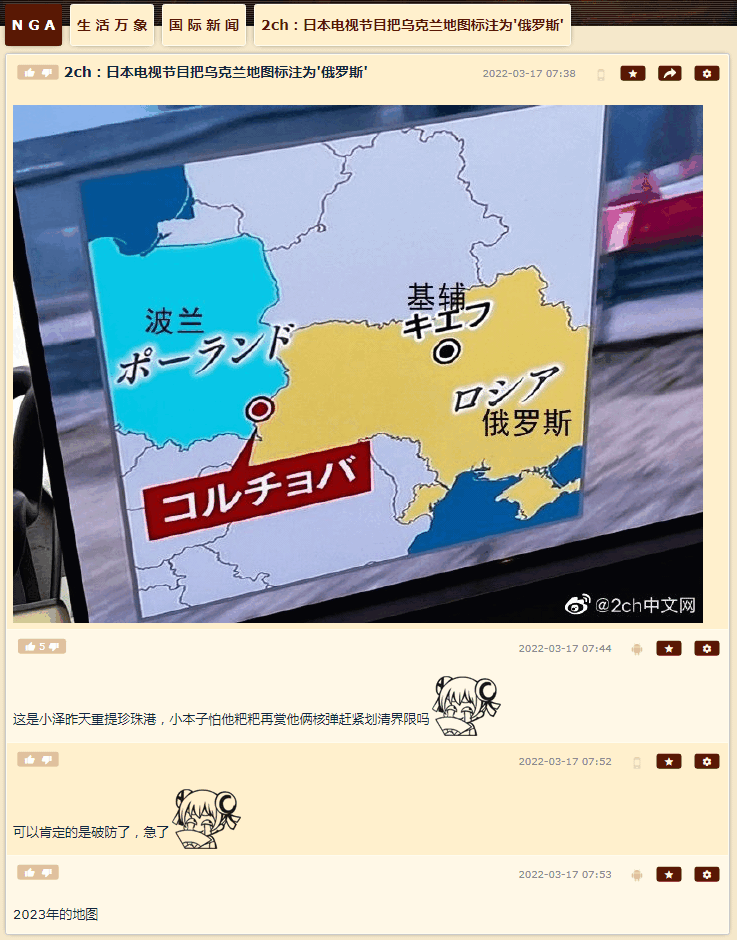 NGA
生活万象
国际新闻
2ch：日本电视节目把乌克兰地图标注为'俄罗斯'
2ch：日本电视节目把乌克兰地图标注为'俄罗斯'
2022-03-17 07:38
基辅
キエフ
波兰
ポーランド
ロシア
俄罗斯
コルチョバ
@2ch中文网
5
2022-03-17 07:44
这是小泽昨天重提珍珠港，小本子怕他粑粑再赏他俩核弹赶紧划清界限吗
2022-03-17 07:52
可以肯定的是破防了，急了
2022-03-17 07:53
2023年的地图